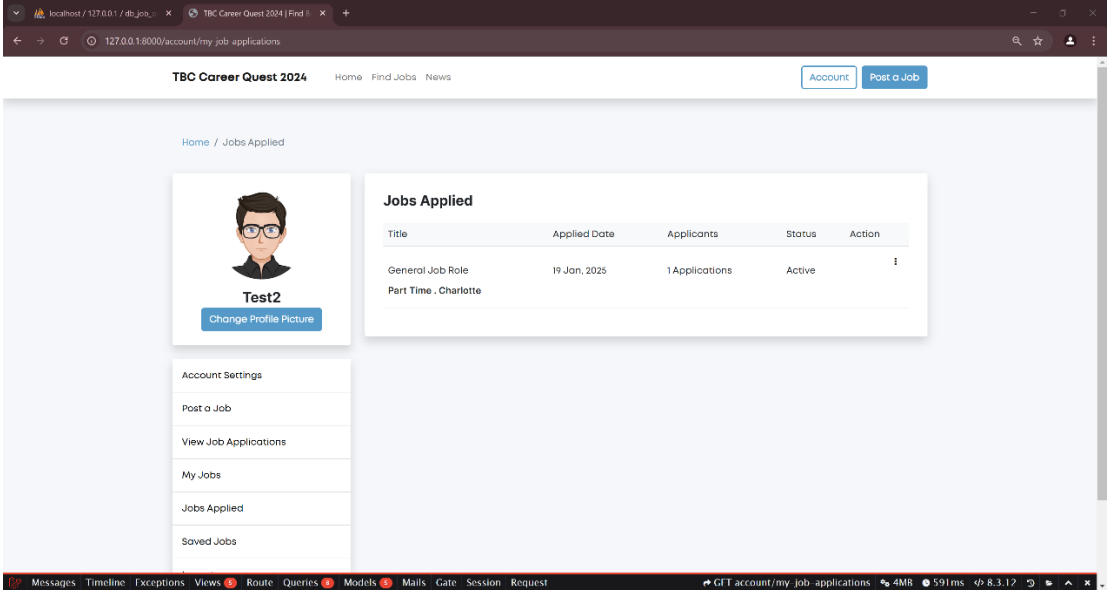 localhost / 127.0.0.1 / db_job_p
TBC Career Quest 2024 | Find B
127.0.0.1:8000/account/my-job-applications
TBC Career Quest 2024 Home Find Jobs News Account Post a Job
Home / Jobs Applied
Test2
Change Profile Picture
Account Settings
Post a Job
View Job Applications
My Jobs
Jobs Applied
Saved Jobs
Jobs Applied
Title Applied Date Applicants Status Action
General Job Role 19 Jan, 2025 1 Applications Active
Part Time . Charlotte
Messages Timeline Exceptions Views 5 Route Queries 8 Models 5 Mails Gate Session Request GET account/my-job-applications 4MB 591ms 8.3.12